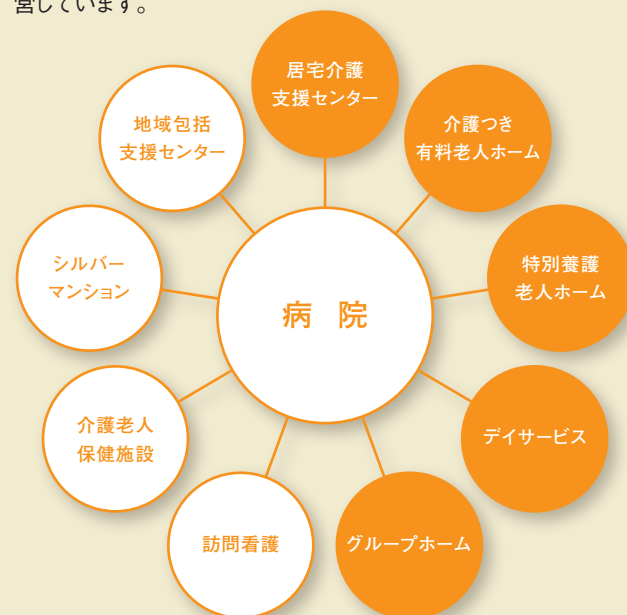 営しています。
居宅介護
支援センター
介護つき
有料老人ホーム
特別養護
老人ホーム
デイサービス
グループホーム
訪問看護
介護老人
保健施設
シルバー
マンション
地域包括
支援センター
病 院